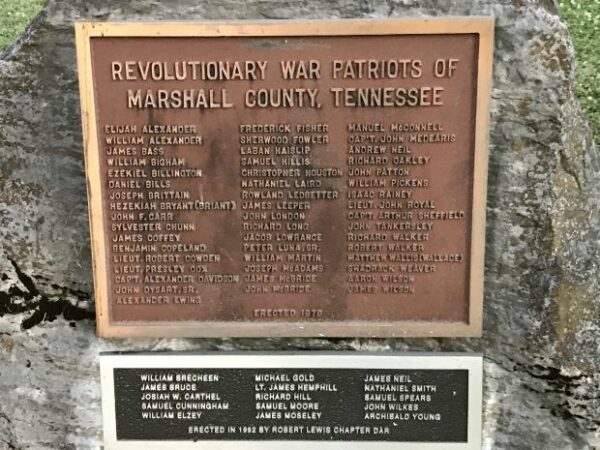 REVOLUTIONARY WAR PATRIOTS OF
MARSHALL COUNTY, TENNESSEE
ELIJAH ALEXANDER
WILLIAM ALEXANDER
JAMES BASS
WILLIAM BIGHAM
EZEKIEL BILLINGTON
DANIEL BILLS
JOSEPH BRITTAIN
HEZEKIAH BRYANT (BRIANT)
JOHN F. CARR
SYLVESTER CHUNN
JAMES COFFEY
BENJAMIN COPELAND
LIEUT. ROBERT COWDEN
LIEUT. PRESLEY COX
CAP'T. ALEXANDER DAVIDSON
JOHN DYSART, SR.
ALEXANDER EWING
FREDERICK FISHER
SHERWOOD FOWLER
LABAN HAISLIP
SAMUEL HILLIS
CHRISTOPHER HOUSTON
NATHANIEL LAIRD
ROWLAND LEDBETTER
JAMES LEEPER
JOHN LONDON
RICHARD LONG
JACOB LOWRANCE
PETER LUNA, SR.
WILLIAM MARTIN
JOSEPH McADAMS
JAMES McBRIDE
JOHN McBRIDE
MANUEL McCONNELL
CAP'T. JOHN MEDEARIS
ANDREW NEIL
RICHARD OAKLEY
JOHN PATTON
WILLIAM PICKENS
ISAAC RAINEY
LIEUT. JOHN ROYAL
CAP'T. ARTHUR SHEFFIELD
JOHN TANKERSLEY
RICHARD WALKER
ROBERT WALKER
MATTHEW WALLIS (WALLACE)
SHADRACK WEAVER
AARON WILSON
JAMES WILSON
ERECTED 1978
WILLIAM BRECHEEN
JAMES BRUCE
JOSIAH W. CARTHEL
SAMUEL CUNNINGHAM
WILLIAM ELZEY
MICHAEL GOLD
LT. JAMES HEMPHILL
RICHARD HILL
SAMUEL MOORE
JAMES MOSELEY
JAMES NEIL
NATHANIEL SMITH
SAMUEL SPEARS
JOHN WILKES
ARCHIBALD YOUNG
ERECTED IN 1992 BY ROBERT LEWIS CHAPTER DAR